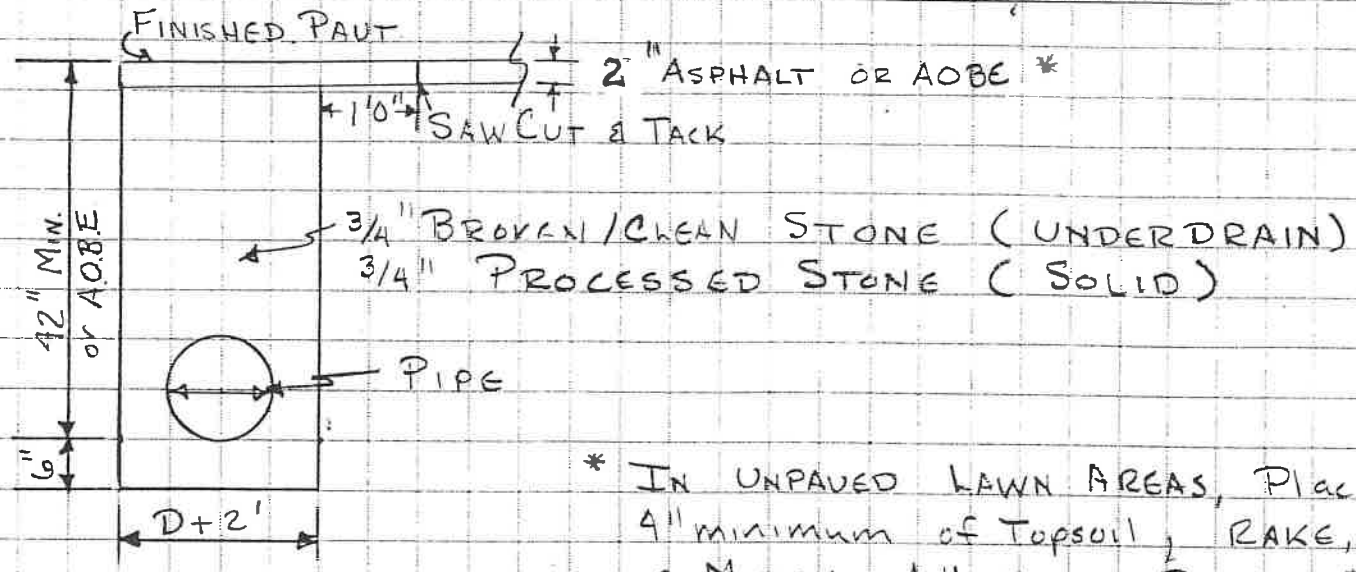 FINISHED PAVT
2" ASPHALT OR AOBE *
1'0"
SAW CUT & TACK
42" MIN.
or A.O.B.E
3/4" BROKEN/CLEAN STONE (UNDERDRAIN)
3/4" PROCESSED STONE (SOLID)
PIPE
6"
D+2'
* IN UNPAVED LAWN AREAS, Plac
4" minimum of Topsoil, RAKE,